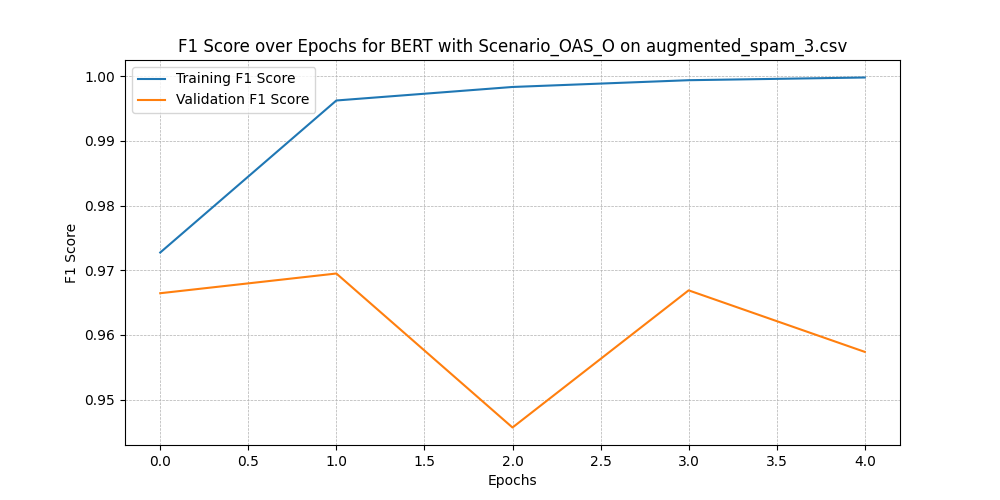 F1 Score over Epochs for BERT with Scenario_OAS_O on augmented_spam_3.csv
Training F1 Score
Validation F1 Score
1.00
0.99
0.98
0.97
0.96
0.95
F1 Score
0.0 0.5 1.0 1.5 2.0 2.5 3.0 3.5 4.0
Epochs